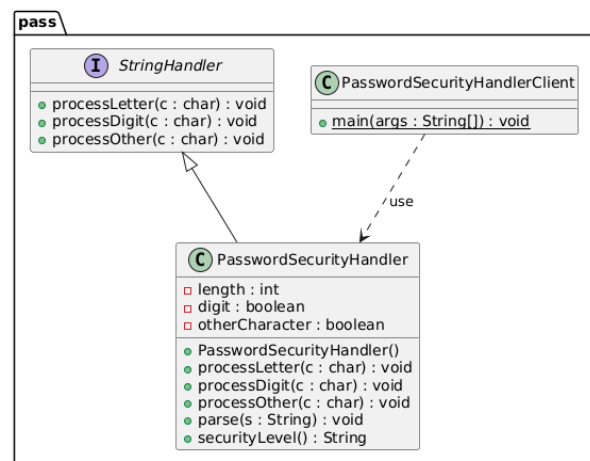 pass
I StringHandler
processLetter(c : char) : void
processDigit(c : char) : void
processOther(c : char) : void
C PasswordSecurityHandlerClient
main(args : String[]) : void
use
C PasswordSecurityHandler
length : int
digit : boolean
otherCharacter : boolean
PasswordSecurityHandler()
processLetter(c : char) : void
processDigit(c : char) : void
processOther(c : char) : void
parse(s : String) : void
securityLevel() : String